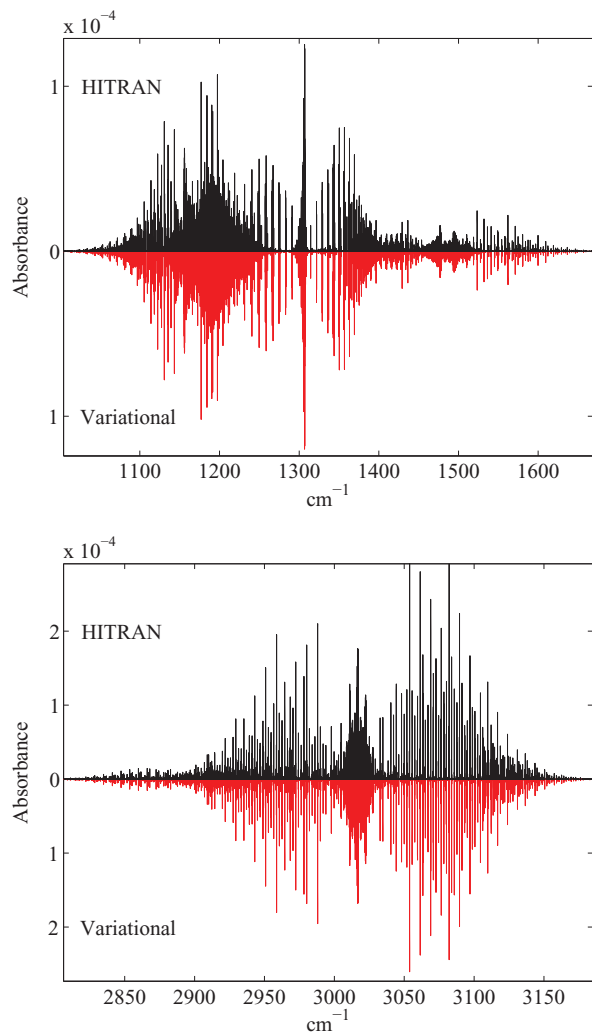 x 10⁻⁴
1
HITRAN
0
Absorbance
1
Variational
1100 1200 1300 1400 1500 1600
cm⁻¹
x 10⁻⁴
2
HITRAN
1
0
Absorbance
1
2
Variational
2850 2900 2950 3000 3050 3100 3150
cm⁻¹